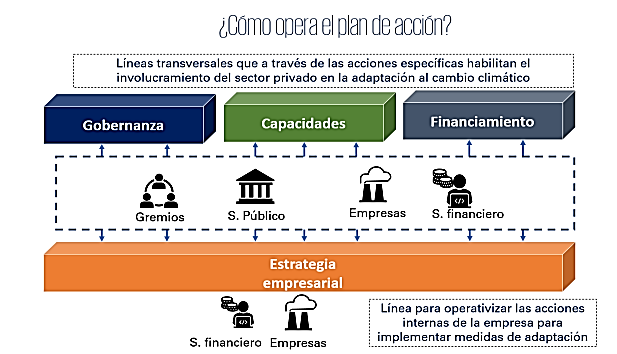 ¿Cómo opera el plan de acción?
Líneas transversales que a través de las acciones específicas habilitan el
involucramiento del sector privado en la adaptación al cambio climático
Gobernanza
Capacidades
Financiamiento
Gremios
S. Público
Empresas
S. financiero
Estrategia
empresarial
S. financiero
Empresas
Línea para operativizar las acciones
internas de la empresa para
implementar medidas de adaptación